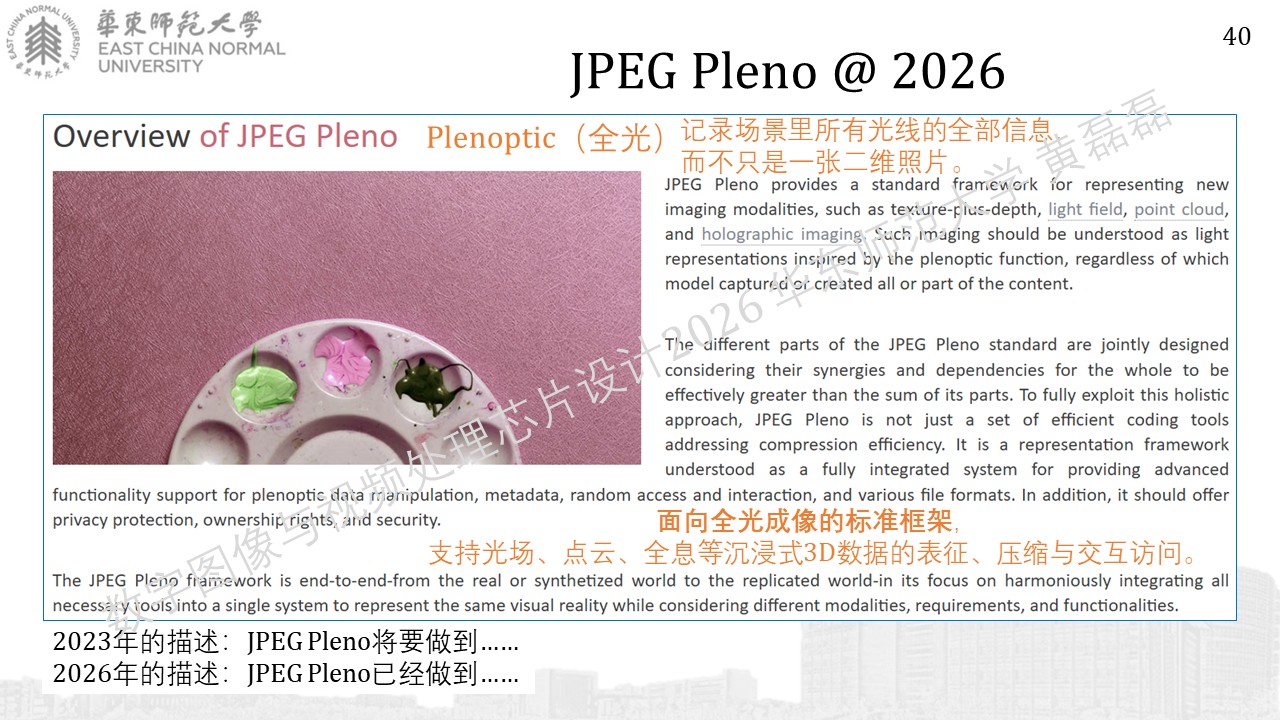 華東師範大學
EAST CHINA NORMAL
UNIVERSITY
EAST CHINA NORMAL UNIVERSITY
華東师范大学
40
JPEG Pleno @ 2026
Overview of JPEG Pleno
Plenoptic（全光）
记录场景里所有光线的全部信息，
而不只是一张二维照片。
JPEG Pleno provides a standard framework for representing new
imaging modalities, such as texture-plus-depth, light field, point cloud,
and holographic imaging. Such imaging should be understood as light
representations inspired by the plenoptic function, regardless of which
model captured or created all or part of the content.
The different parts of the JPEG Pleno standard are jointly designed
considering their synergies and dependencies for the whole to be
effectively greater than the sum of its parts. To fully exploit this holistic
approach, JPEG Pleno is not just a set of efficient coding tools
addressing compression efficiency. It is a representation framework
understood as a fully integrated system for providing advanced
functionality support for plenoptic data manipulation, metadata, random access and interaction, and various file formats. In addition, it should offer
privacy protection, ownership rights, and security.
面向全光成像的标准框架,
支持光场、点云、全息等沉浸式3D数据的表征、压缩与交互访问。
The JPEG Pleno framework is end-to-end-from the real or synthetized world to the replicated world-in its focus on harmoniously integrating all
necessary tools into a single system to represent the same visual reality while considering different modalities, requirements, and functionalities.
2023年的描述：JPEG Pleno将要做到……
2026年的描述：JPEG Pleno已经做到……
数字图像与视频处理芯片设计2026 华东师范大学 黄磊磊